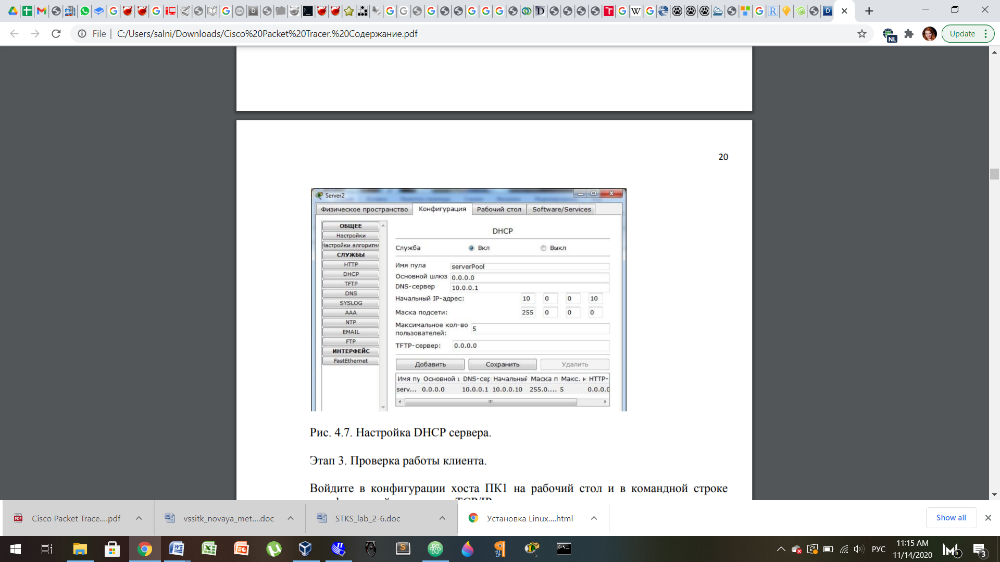 File
C:/Users/salni/Downloads/Cisco%20Packet%20Tracer.%20Содержание.pdf
NL
Update
20
Server2
Физическое пространство Конфигурация Рабочий стол Software/Services
ОБЩЕЕ
Настройки
Настройки алгоритма
СЛУЖБЫ
HTTP
DHCP
TFTP
DNS
SYSLOG
AAA
NTP
EMAIL
FTP
ИНТЕРФЕЙС
FastEthernet
DHCP
Служба Вкл Выкл
Имя пула serverPool
Основной шлюз 0.0.0.0
DNS-сервер 10.0.0.1
Начальный IP-адрес: 10 0 0 10
Маска подсети: 255 0 0 0
Максимальное кол-во
пользователей: 5
TFTP-сервер: 0.0.0.0
Добавить Сохранить Удалить
Имя пу Основной ш DNS-сер Начальный Маска п Макс. к HTTP-
serv... 0.0.0.0 10.0.0.1 10.0.0.10 255.0.... 5 0.0.0.0
Рис. 4.7. Настройка DHCP сервера.
Этап 3. Проверка работы клиента.
Войдите в конфигурации хоста ПК1 на рабочий стол и в командной строке
TCP/IP
Cisco Packet Trace....pdf
vssitk_novaya_met....doc
STKS_lab_2-6.doc
Установка Linux....html
Show all
РУС
11:15 AM
11/14/2020
3